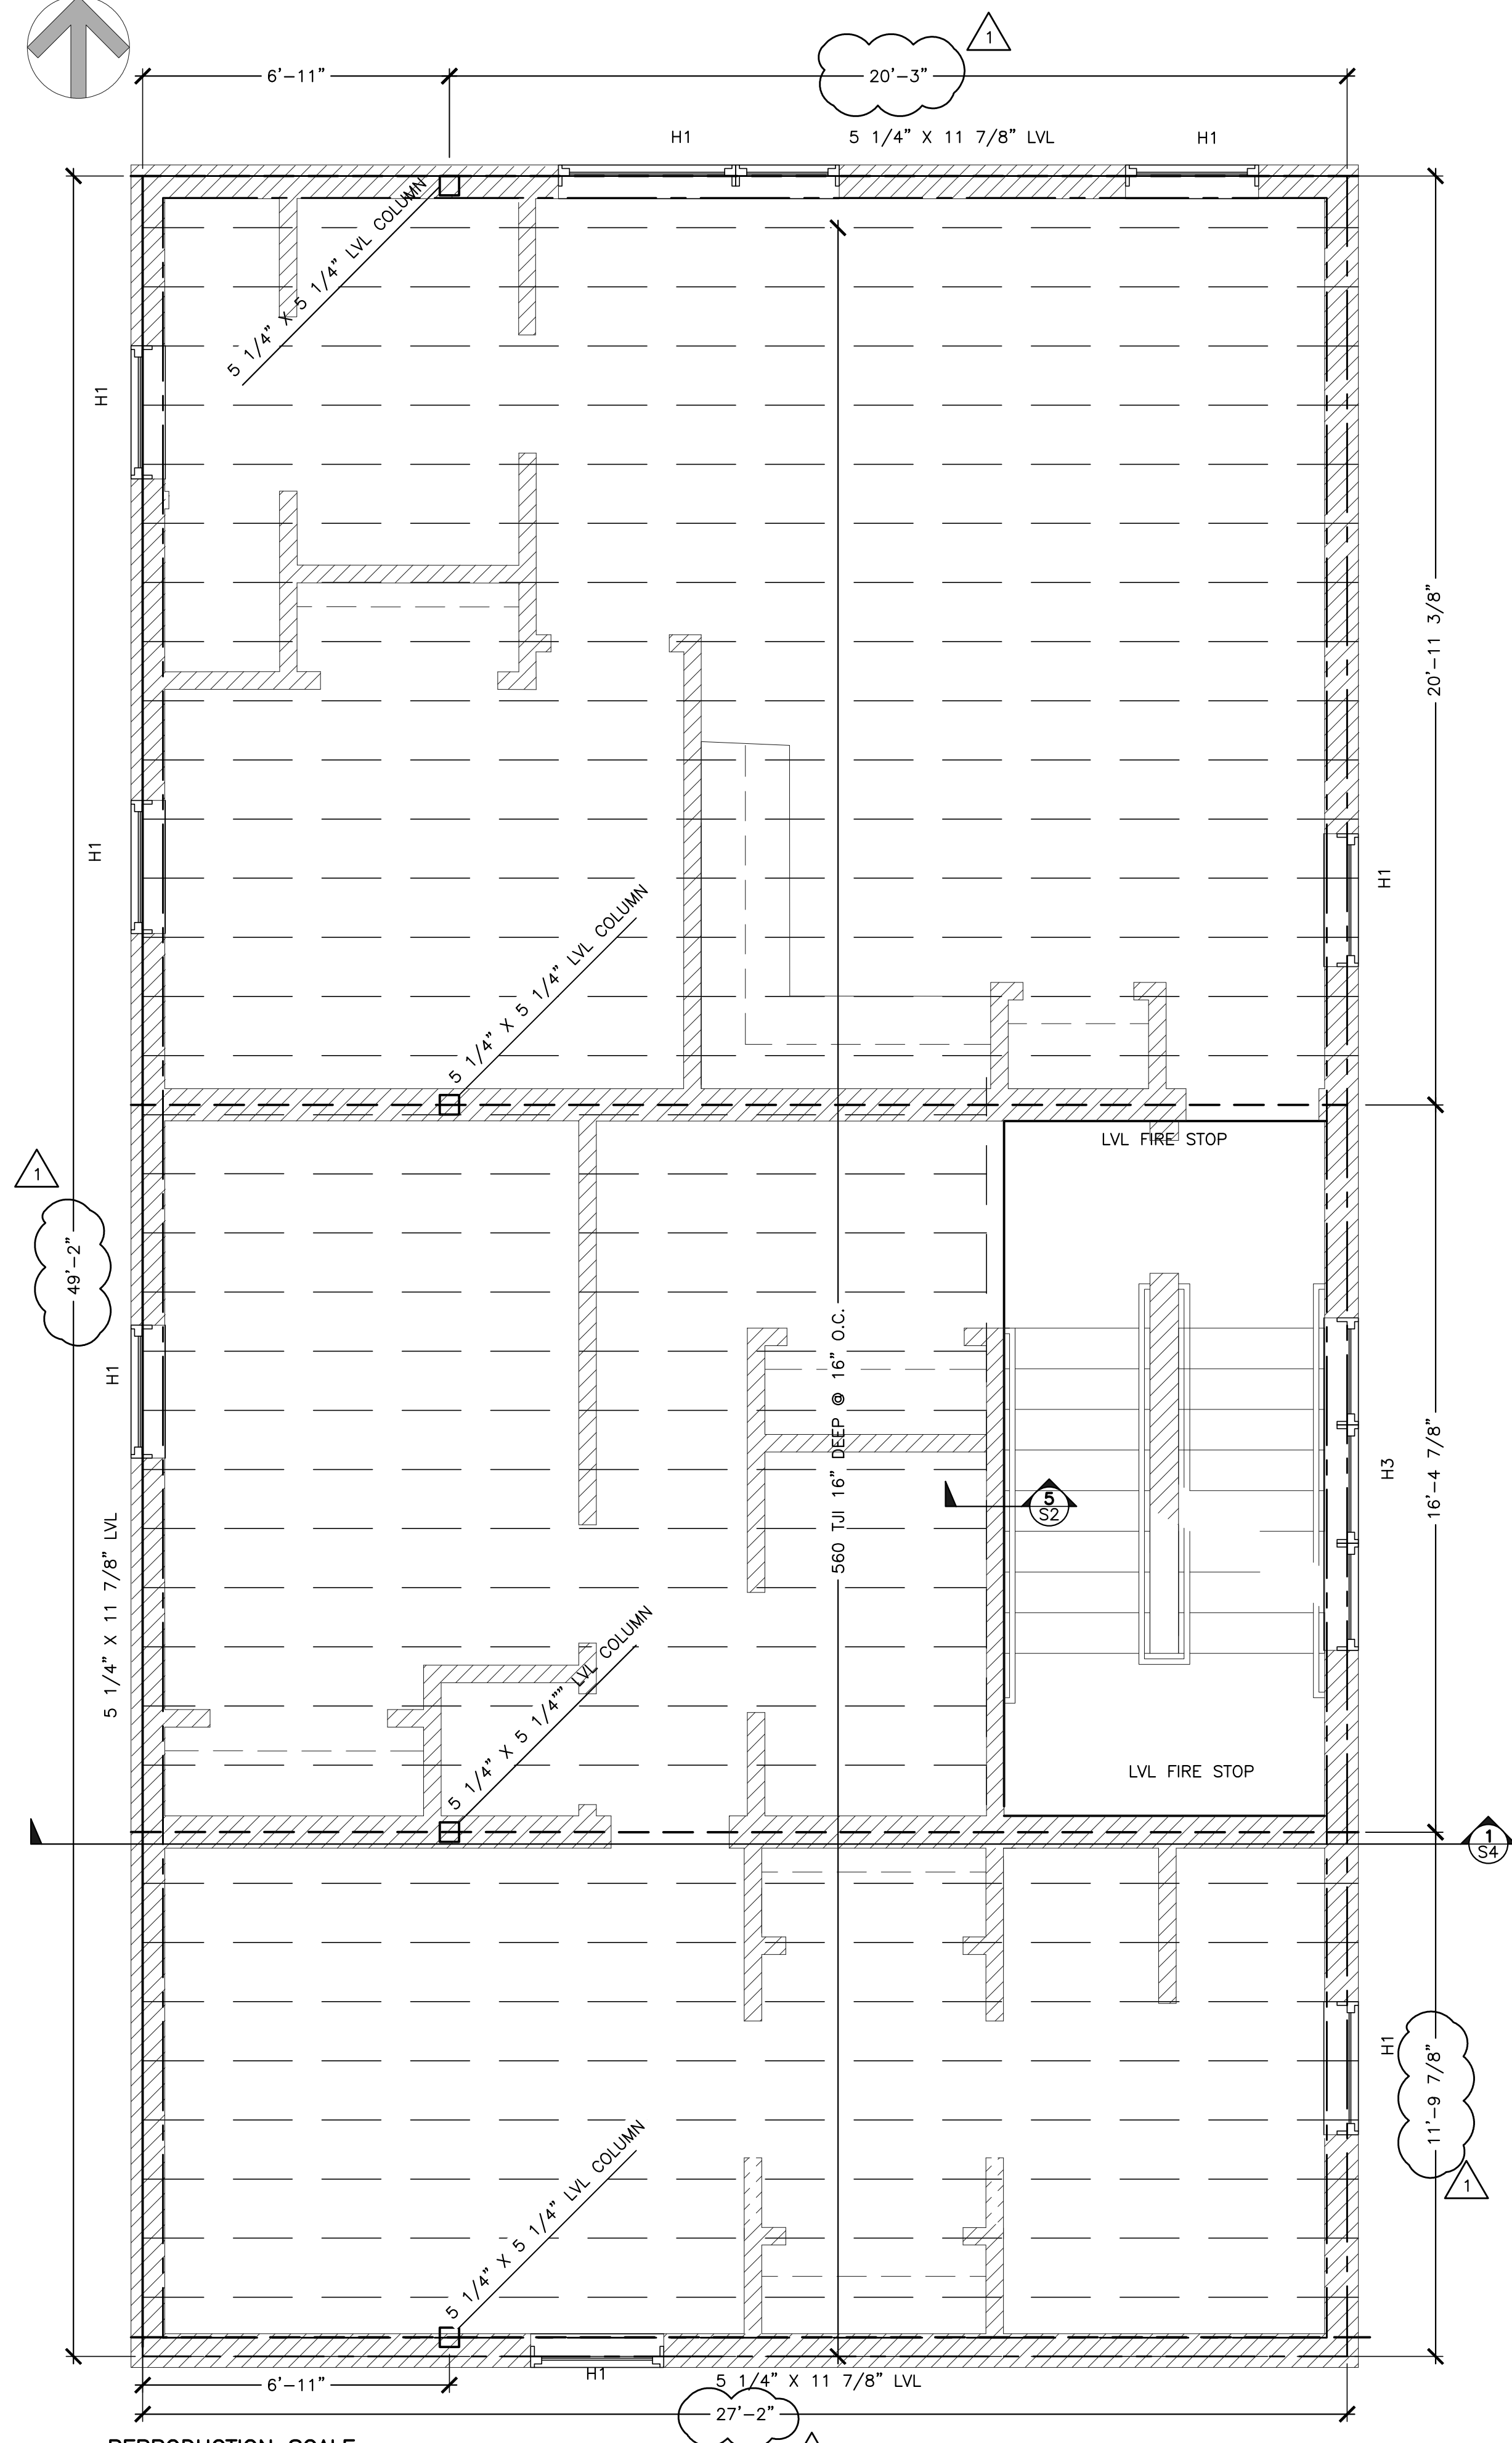 1
6'-11"
20'-3"
H1
5 1/4" X 11 7/8" LVL
H1
5 1/4" X 5 1/4" LVL COLUMN
H1
20'-11 3/8"
H1
H1
5 1/4" X 5 1/4" LVL COLUMN
LVL FIRE STOP
1
49'-2"
H1
560 TJI 16" DEEP @ 16" O.C.
5
S2
H3
16'-4 7/8"
5 1/4" X 11 7/8" LVL
5 1/4" X 5 1/4"" LVL COLUMN
LVL FIRE STOP
1
S4
H1
11'-9 7/8"
1
5 1/4" X 5 1/4" LVL COLUMN
H1
5 1/4" X 11 7/8" LVL
6'-11"
27'-2"
REPRODUCTION SCALE